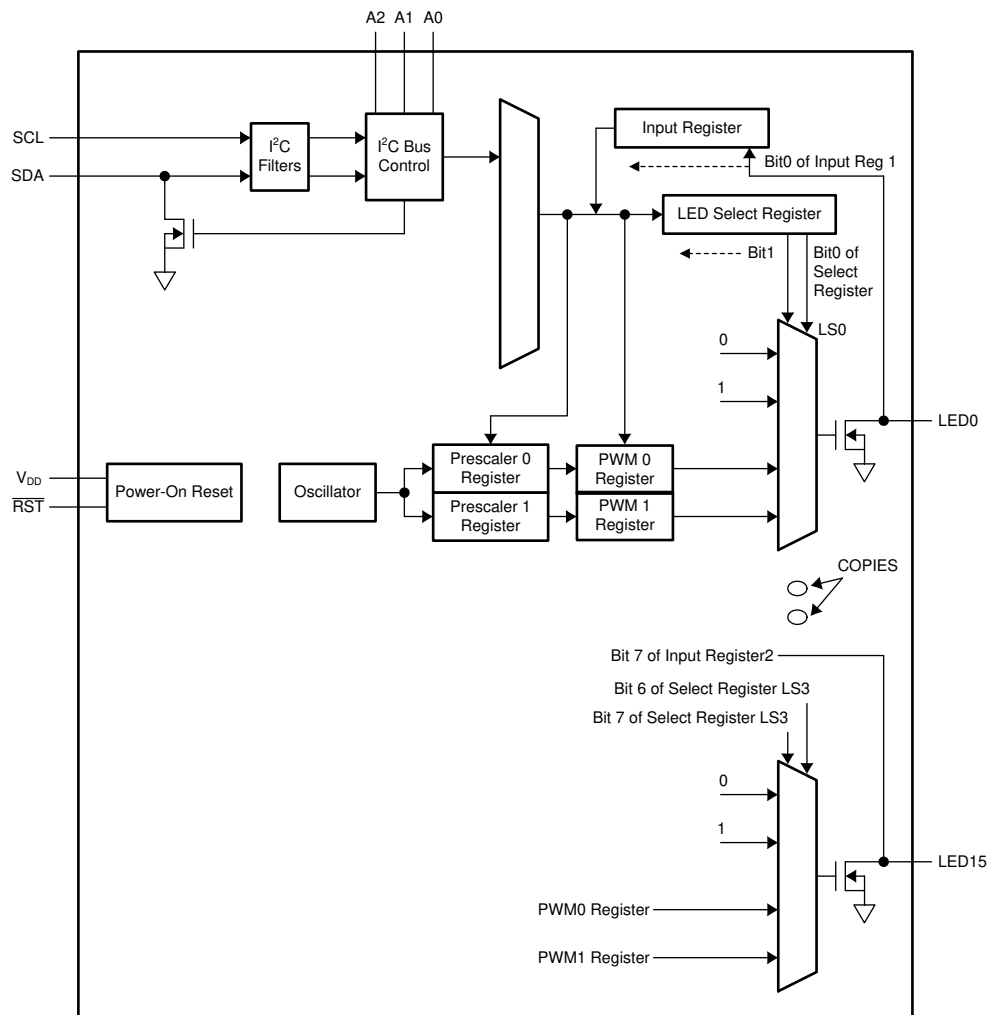 A2 A1 A0
SCL
SDA
I²C
Filters
I²C Bus
Control
Input Register
Bit0 of Input Reg 1
LED Select Register
Bit1
Bit0 of
Select
Register
LS0
0
1
LED0
Prescaler 0
Register
PWM 0
Register
V_DD
RST
Power-On Reset
Oscillator
Prescaler 1
Register
PWM 1
Register
COPIES
Bit 7 of Input Register2
Bit 6 of Select Register LS3
Bit 7 of Select Register LS3
0
1
LED15
PWM0 Register
PWM1 Register